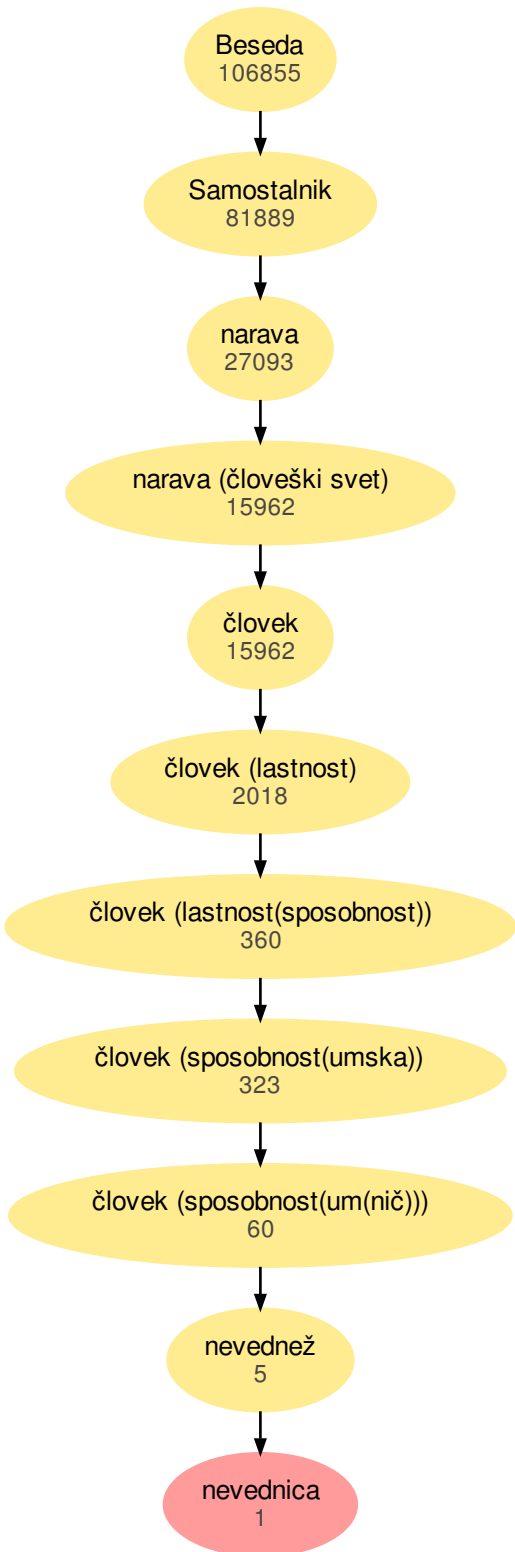 Beseda
106855
Samostalnik
81889
narava
27093
narava (človeški svet)
15962
človek
15962
človek (lastnost)
2018
človek (lastnost(sposobnost))
360
človek (sposobnost(umska))
323
človek (sposobnost(um(nič)))
60
nevednež
5
nevednica
1